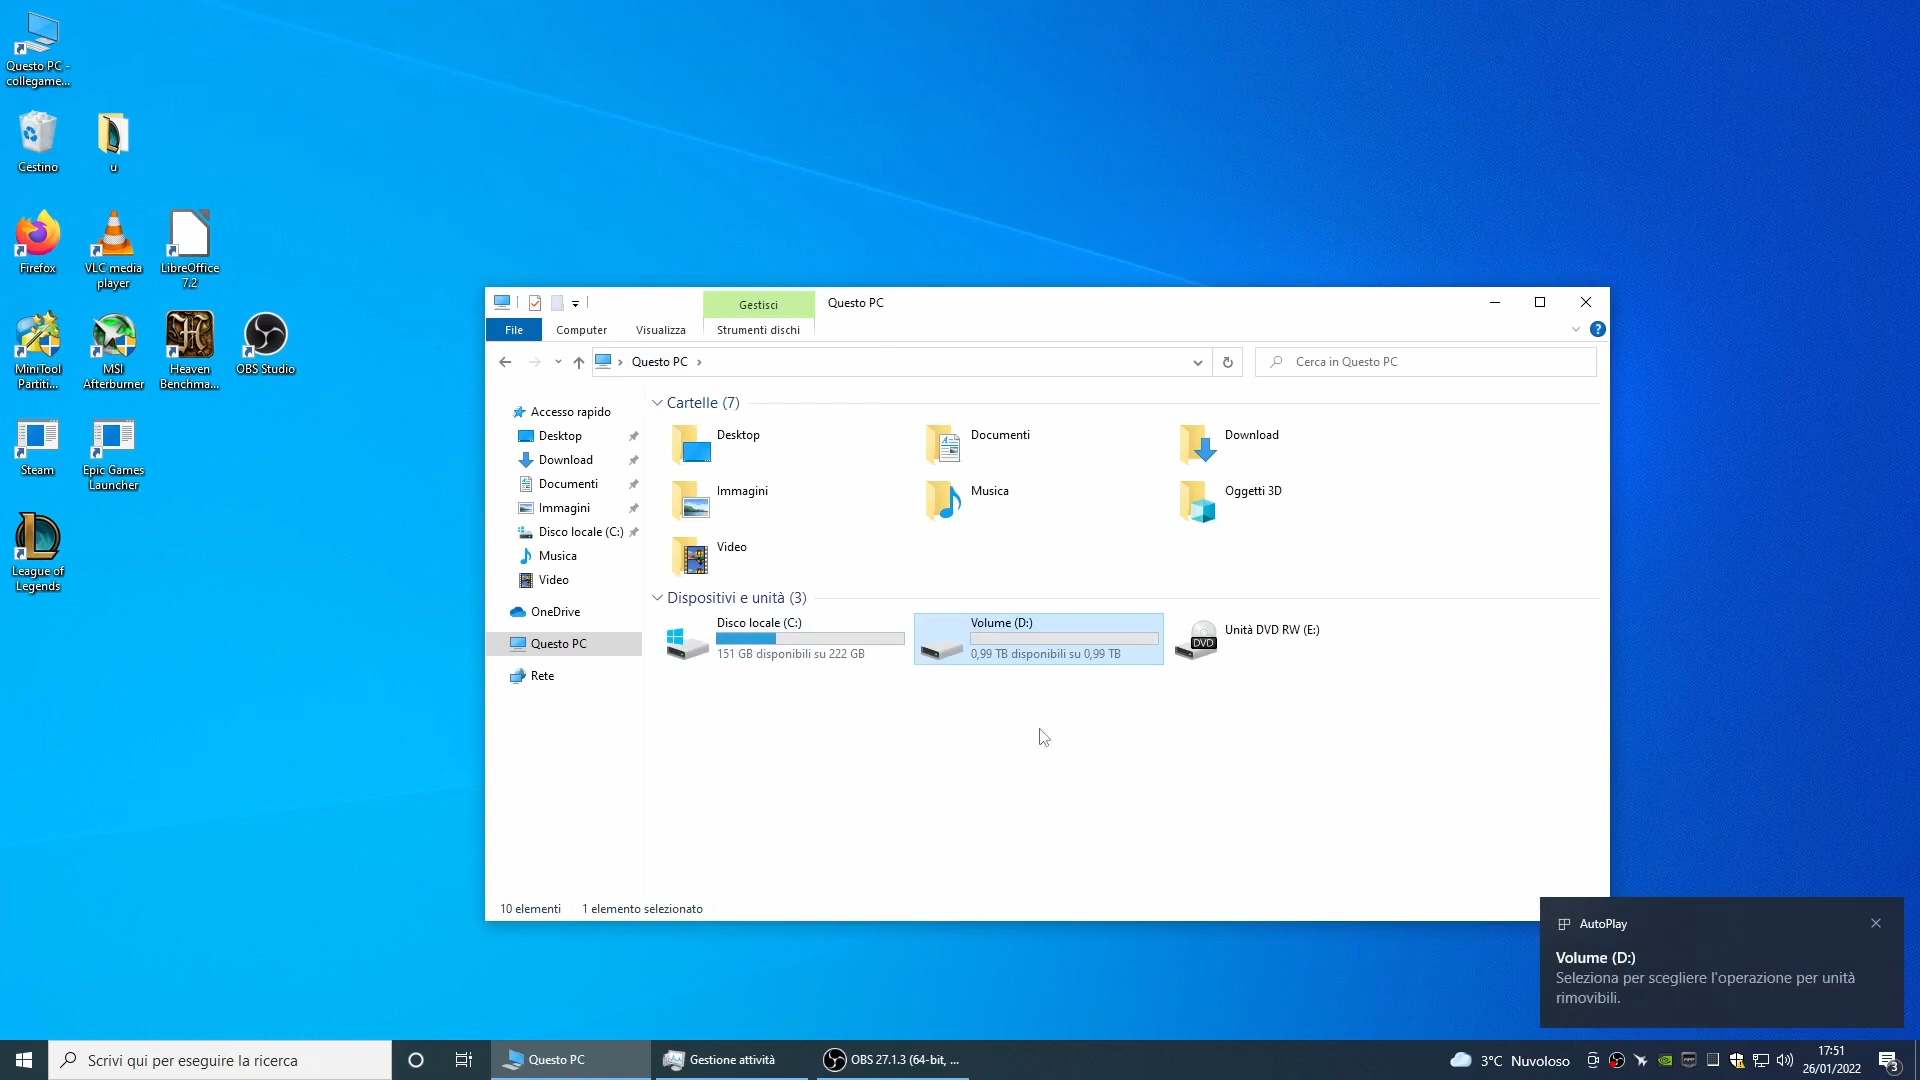 Questo PC -
collegame...
Cestino
u
Firefox
VLC media
player
LibreOffice
7.2
MiniTool
Partiti...
MSI
Afterburner
Heaven
Benchma...
OBS Studio
Steam
Epic Games
Launcher
League of
Legends
Gestisci
Questo PC
File
Computer
Visualizza
Strumenti dischi
Questo PC
Cerca in Questo PC
Accesso rapido
Desktop
Download
Documenti
Immagini
Disco locale (C:)
Musica
Video
OneDrive
Questo PC
Rete
Cartelle (7)
Desktop
Documenti
Download
Immagini
Musica
Oggetti 3D
Video
Dispositivi e unità (3)
Disco locale (C:)
151 GB disponibili su 222 GB
Volume (D:)
0,99 TB disponibili su 0,99 TB
DVD
Unità DVD RW (E:)
10 elementi
1 elemento selezionato
AutoPlay
Volume (D:)
Seleziona per scegliere l'operazione per unità
rimovibili.
Scrivi qui per eseguire la ricerca
Questo PC
Gestione attività
OBS 27.1.3 (64-bit, ...
3°C Nuvoloso
17:51
26/01/2022
3